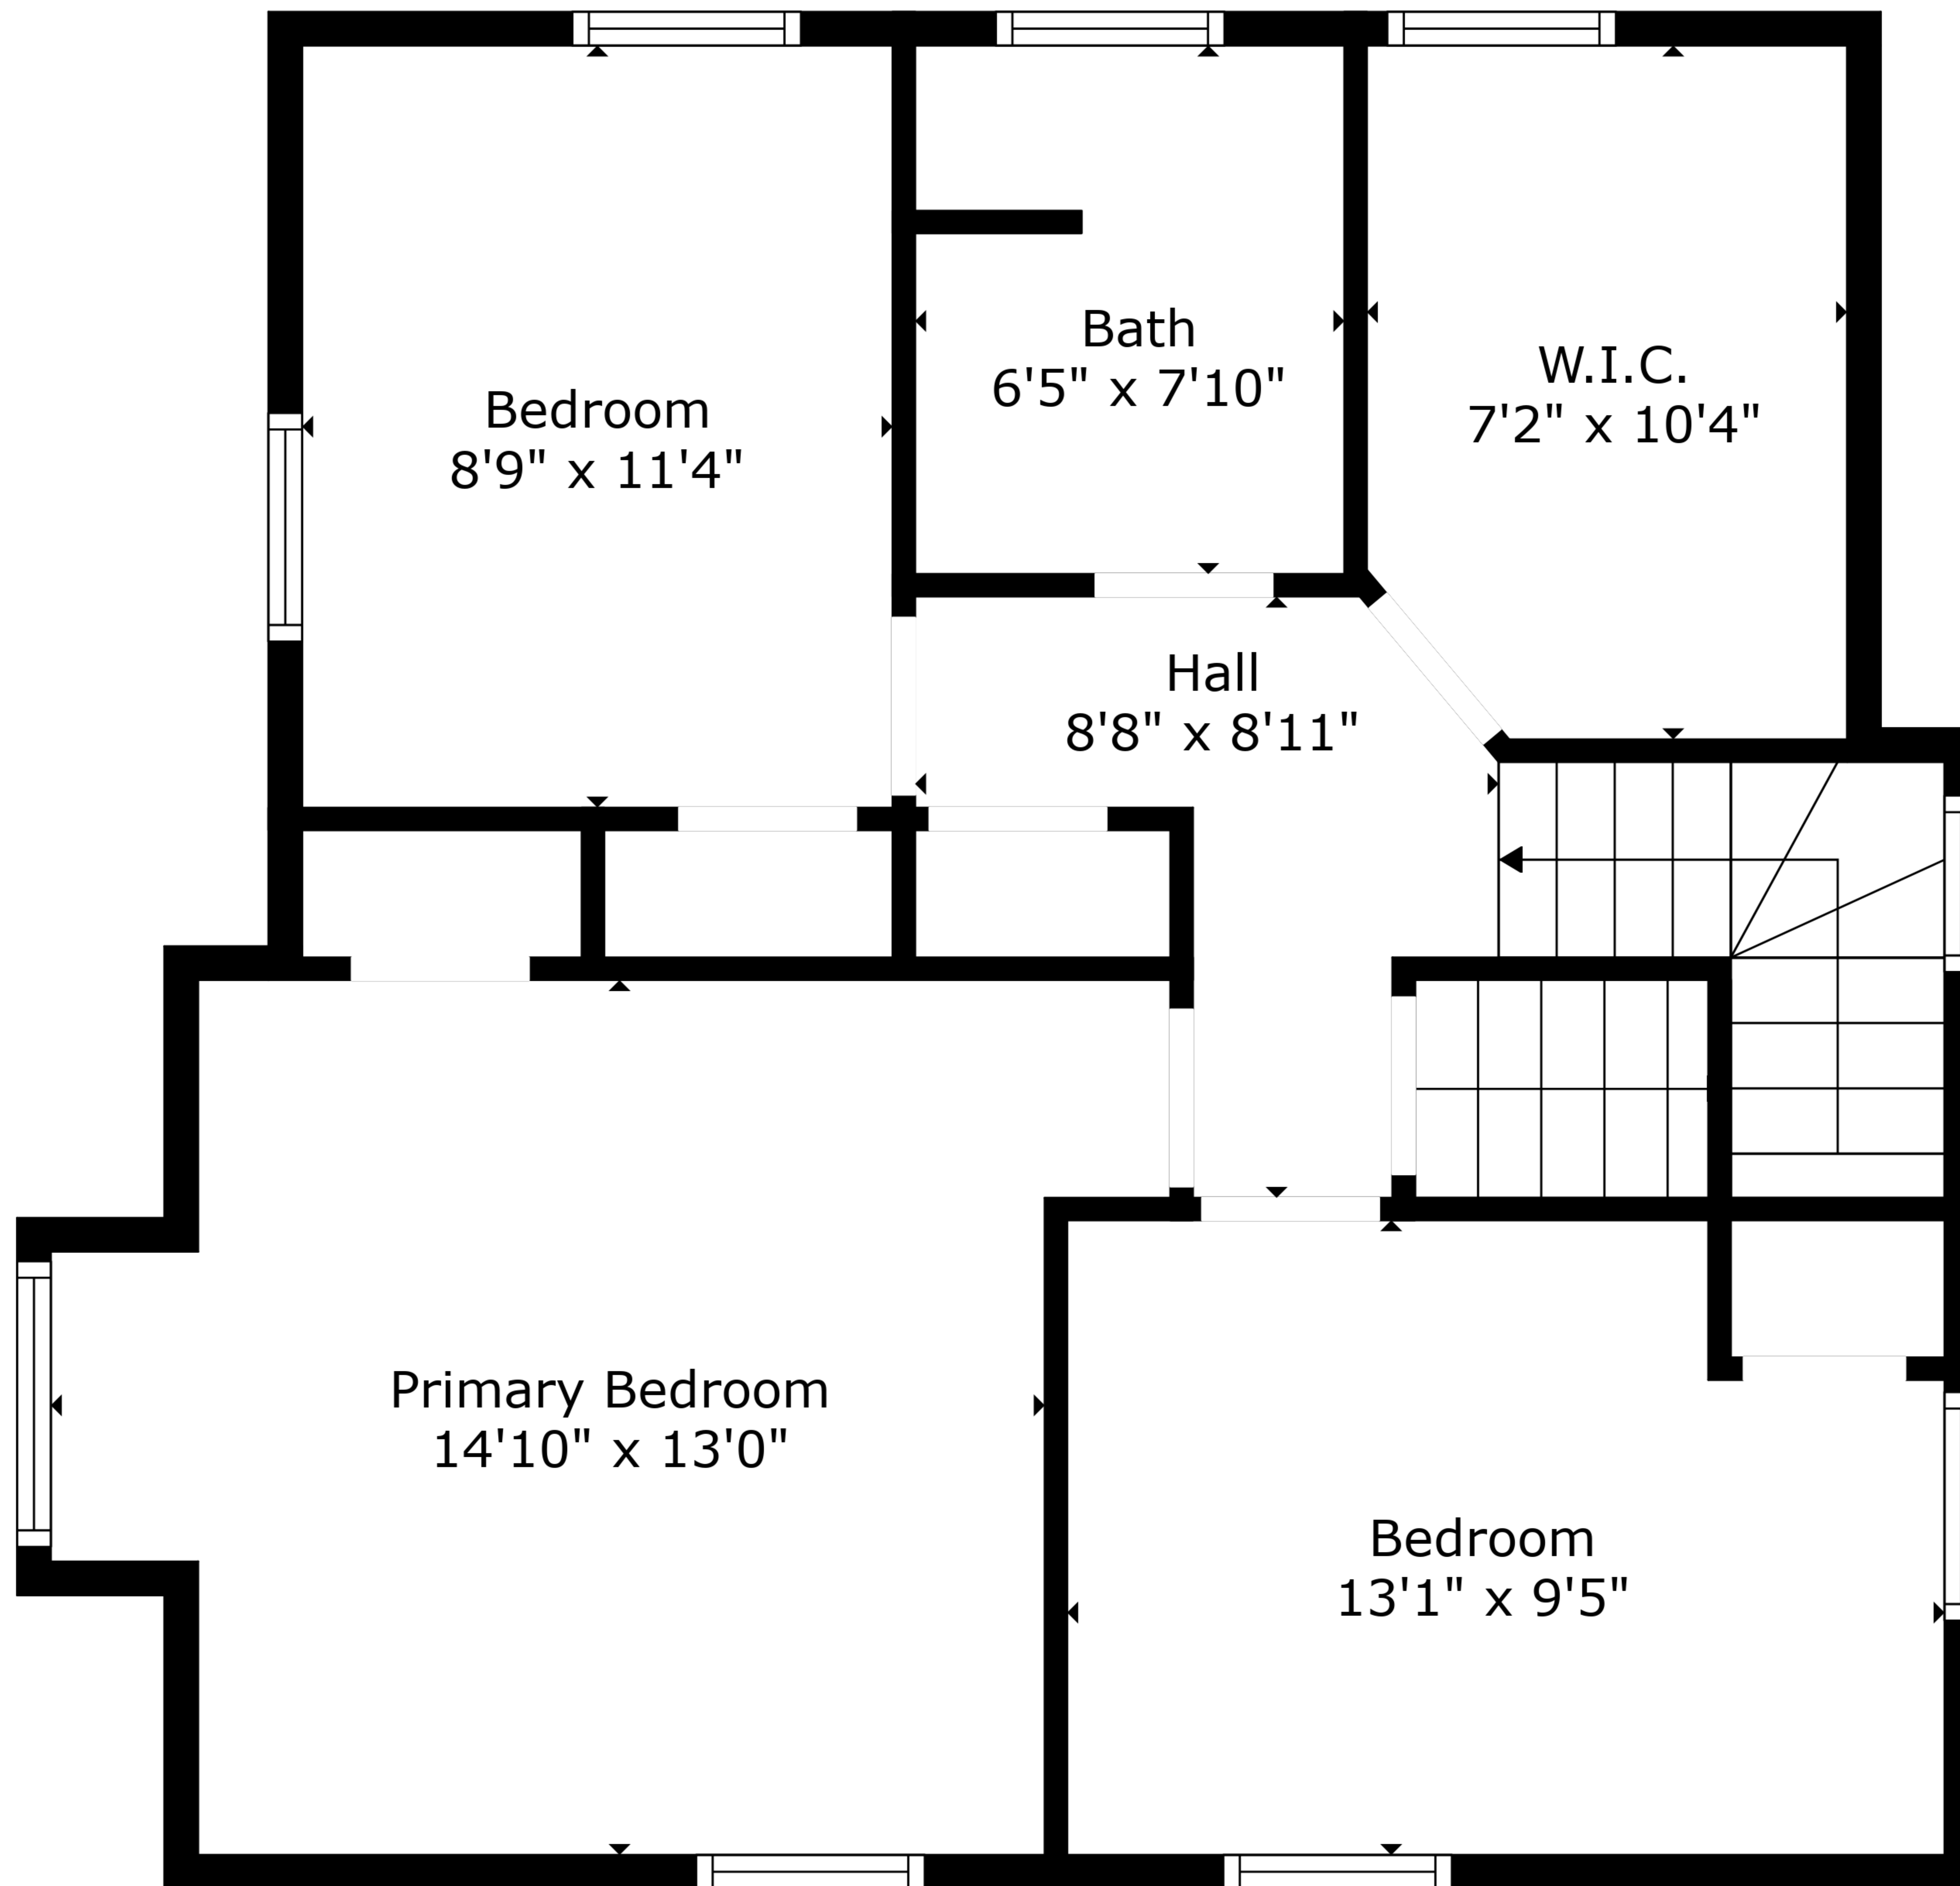 Bedroom
8'9" x 11'4"
Bath
6'5" x 7'10"
W.I.C.
7'2" x 10'4"
Hall
8'8" x 8'11"
Primary Bedroom
14'10" x 13'0"
Bedroom
13'1" x 9'5"